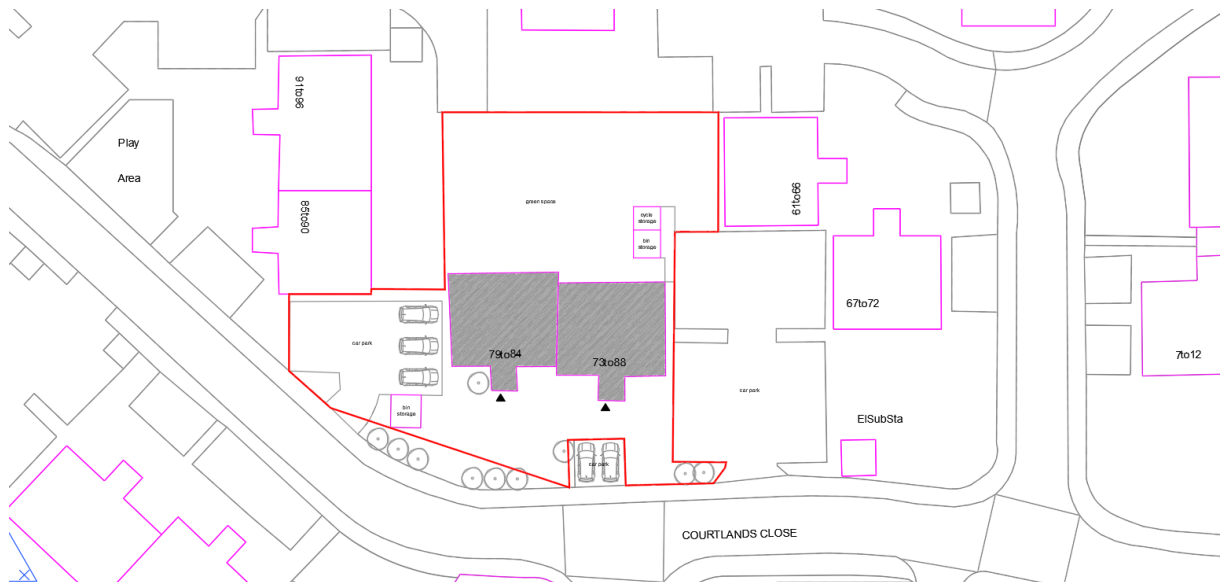 91to96
Play
Area
85to90
green space
cycle
storage
bin
storage
61to66
67to72
7to12
car park
79to84
73to88
car park
bin
storage
ElSubSta
car park
COURTLANDS CLOSE